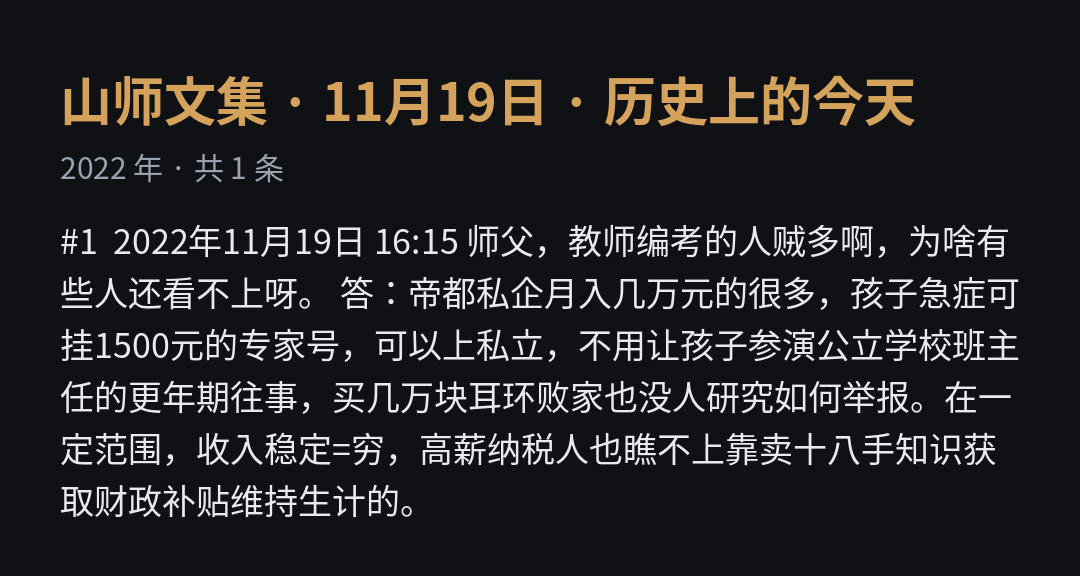 山师文集 · 11月19日 · 历史上的今天
2022 年 · 共 1 条
#1  2022年11月19日 16:15 师父，教师编考的人贼多啊，为啥有
些人还看不上呀。 答：帝都私企月入几万元的很多，孩子急症可
挂1500元的专家号，可以上私立，不用让孩子参演公立学校班主
任的更年期往事，买几万块耳环败家也没人研究如何举报。在一
定范围，收入稳定=穷，高薪纳税人也瞧不上靠卖十八手知识获
取财政补贴维持生计的。